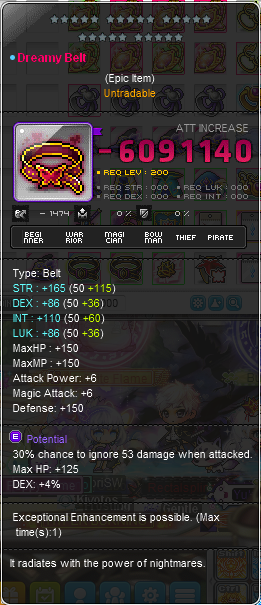 Dreamy Belt
(Epic Item)
Untradable
ATT INCREASE
-6091140
REQ LEV : 200
REQ STR : 000
REQ LUK : 000
REQ DEX : 000
REQ INT : 000
- 1474
0 %
0 %
BEGINNER WARRIOR MAGICIAN BOWMAN THIEF PIRATE
Type: Belt
STR : +165 (50 +115)
DEX : +86 (50 +36)
INT : +110 (50 +60)
LUK : +86 (50 +36)
MaxHP : +150
MaxMP : +150
Attack Power: +6
Magic Attack: +6
Defense: +150
E Potential
30% chance to ignore 53 damage when attacked.
Max HP: +125
DEX: +4%
Exceptional Enhancement is possible. (Max
time(s):1)
It radiates with the power of nightmares.